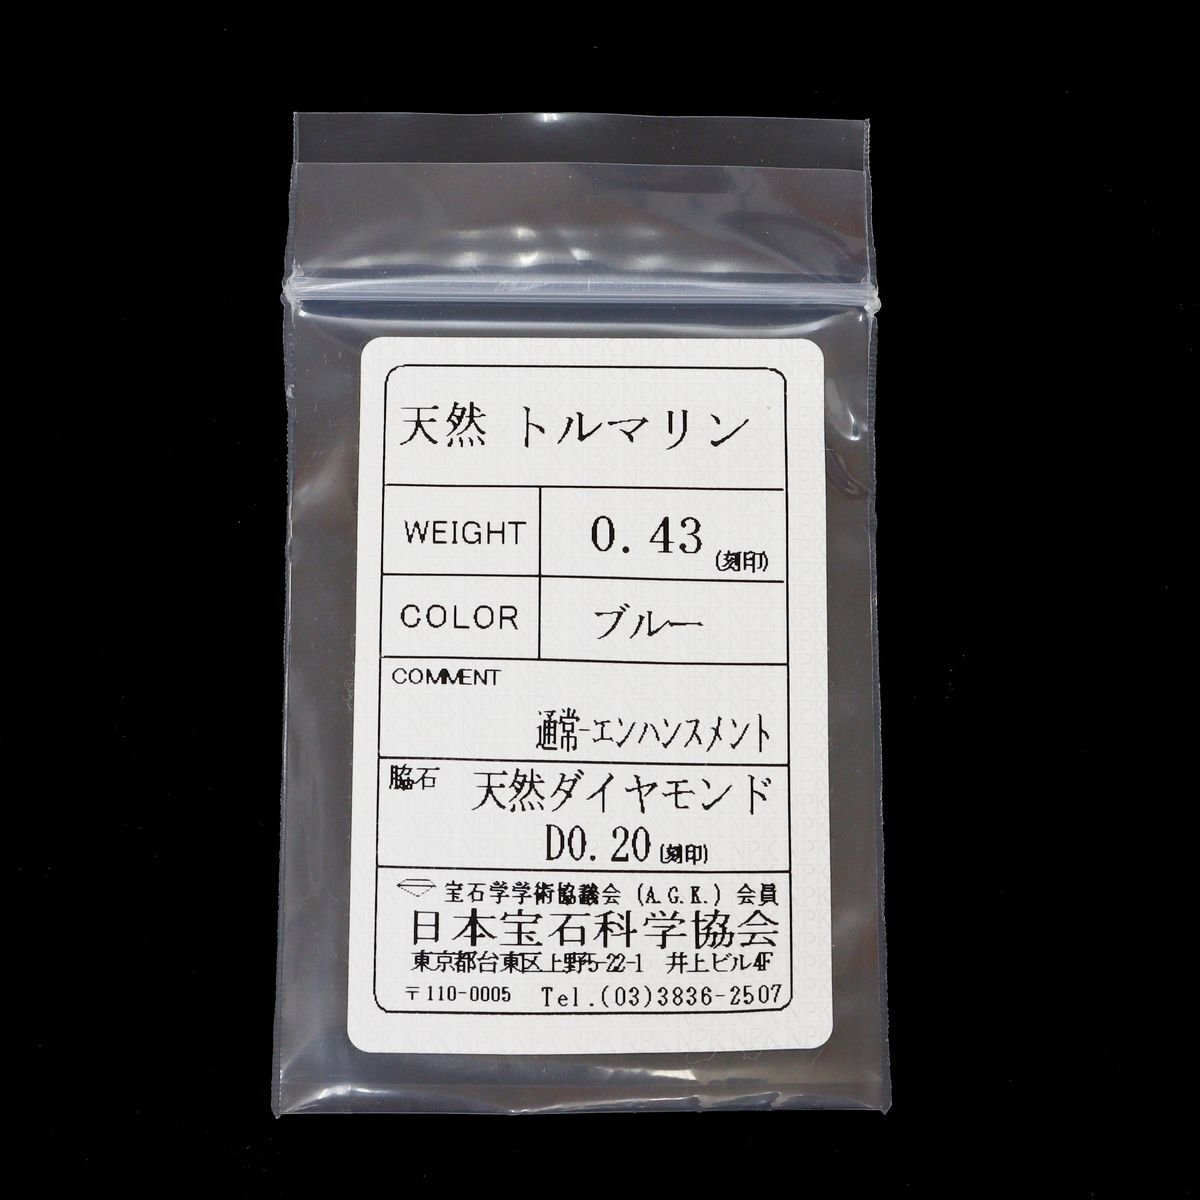 天然 トルマリン
WEIGHT 0.43 (刻印)
COLOR ブルー
COMMENT
通常-エンハンスメント
脇石 天然ダイヤモンド
D0.20 (刻印)
宝石学学術協議会 (A.G.K.) 会員
日本宝石科学協会
東京都台東区上野5-22-1 井上ビル4F
〒110-0005 Tel.(03)3836-2507